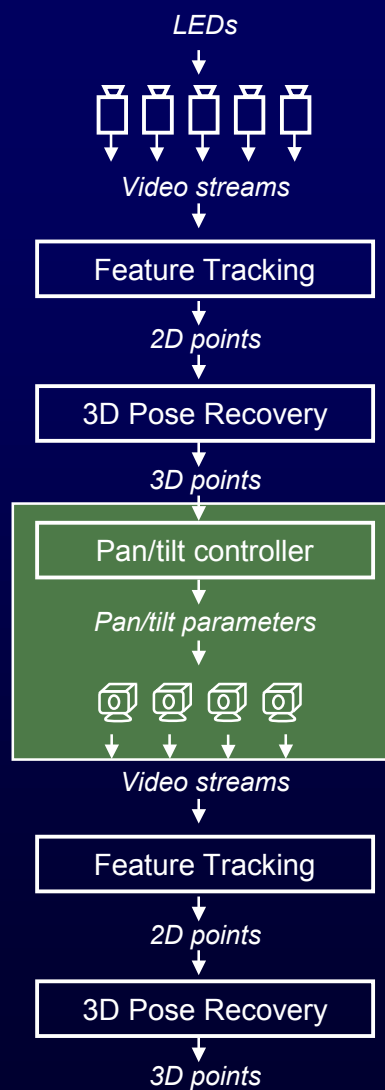 LEDs
Video streams
Feature Tracking
2D points
3D Pose Recovery
3D points
Pan/tilt controller
Pan/tilt parameters
Video streams
Feature Tracking
2D points
3D Pose Recovery
3D points